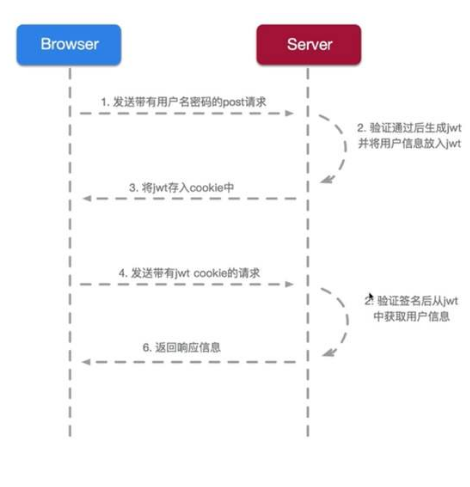 Browser
Server
1. 发送带有用户名密码的post请求
2. 验证通过后生成jwt
并将用户信息放入jwt
3. 将jwt存入cookie中
4. 发送带有jwt cookie的请求
2. 验证签名后从jwt
中获取用户信息
6. 返回响应信息